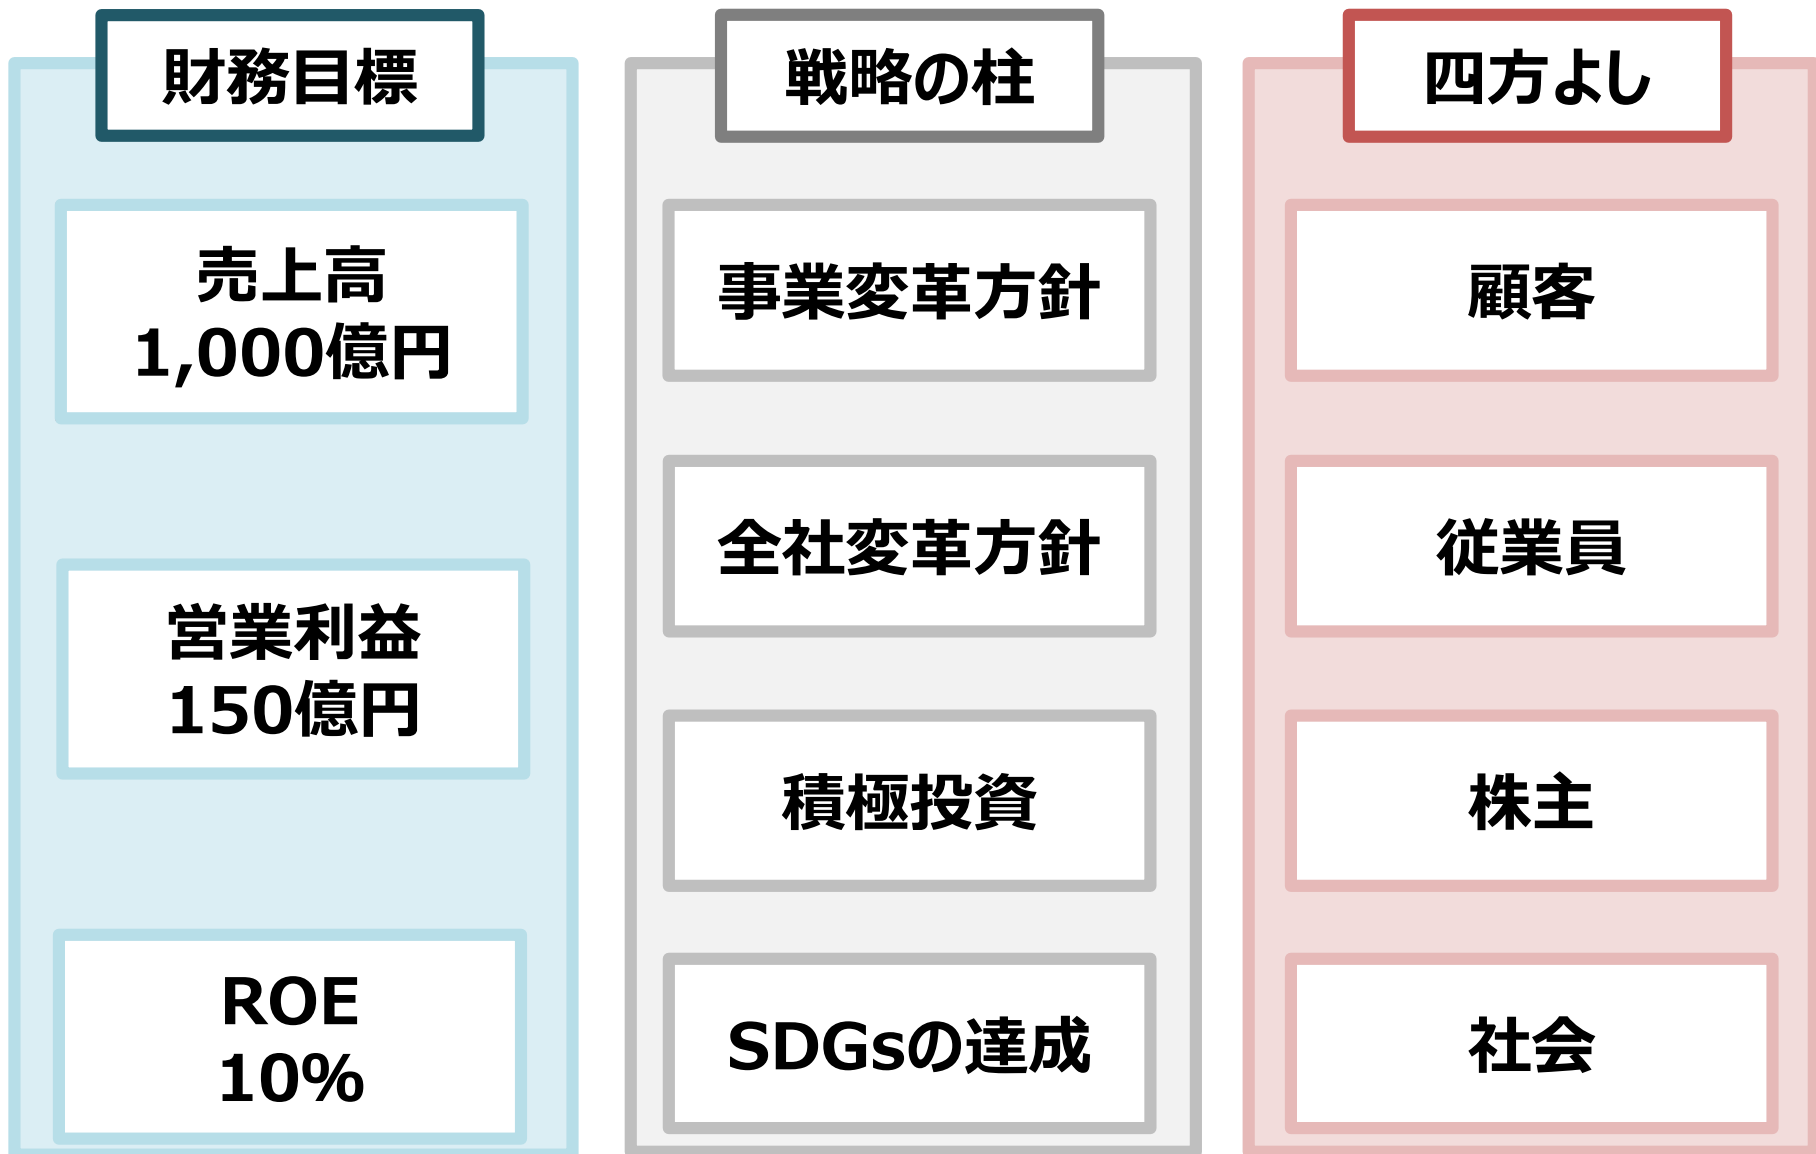 財務目標
売上高
1,000億円
営業利益
150億円
ROE
10%
戦略の柱
事業変革方針
全社変革方針
積極投資
SDGsの達成
四方よし
顧客
従業員
株主
社会